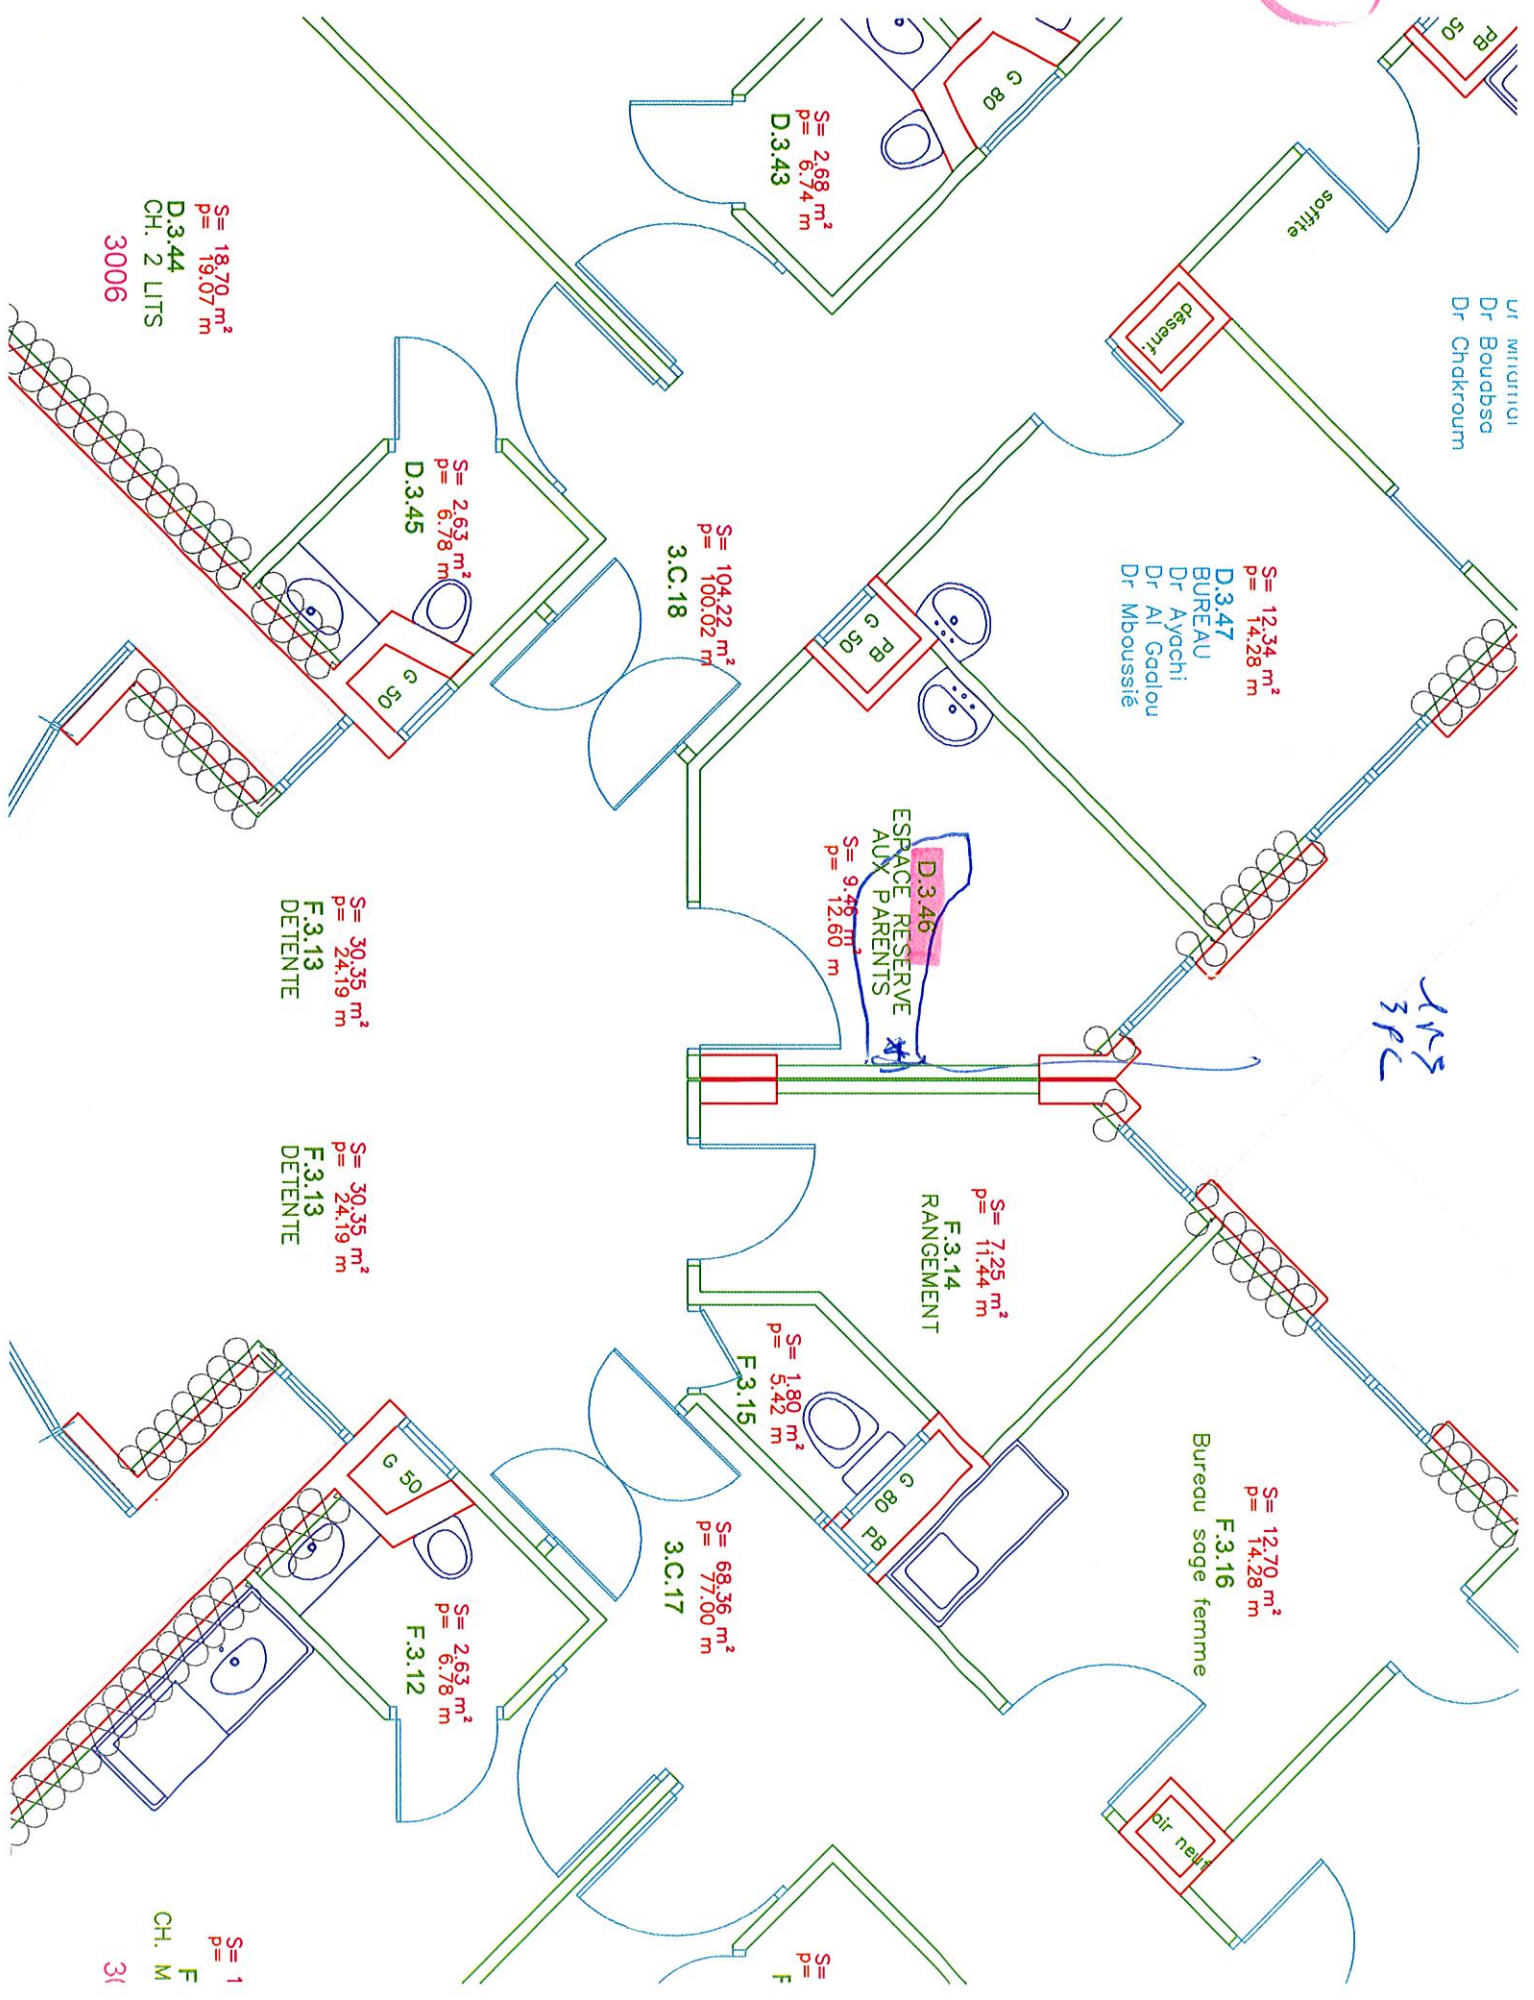 PB
50
G 80
S= 2.68 m²
p= 6.74 m
D.3.43
soffite
désenf.
Dr Bouabsa
Dr Chakroum
S= 18.70 m²
p= 19.07 m
D.3.44
CH. 2 LITS
3006
S= 2.63 m²
p= 6.78 m
D.3.45
G 50
S= 104.22 m²
p= 100.02 m
3.C.18
PB
G 50
S= 12.34 m²
p= 14.28 m
D.3.47
BUREAU
Dr Ayachi
Dr Al Gaalou
Dr Mboussié
D.3.46
ESPACE RESERVE
AUX PARENTS
S= 9.46 m²
p= 12.60 m
S= 30.35 m²
p= 24.19 m
F.3.13
DETENTE
3PC
S= 30.35 m²
p= 24.19 m
F.3.13
DETENTE
S= 7.25 m²
p= 11.44 m
F.3.14
RANGEMENT
S= 1.80 m²
p= 5.42 m
F.3.15
G 80
PB
S= 12.70 m²
p= 14.28 m
F.3.16
Bureau sage femme
S= 68.36 m²
p= 77.00 m
3.C.17
G 50
S= 2.63 m²
p= 6.78 m
F.3.12
air neuf
S= 1
p=
F
CH. M
S=
p=
F